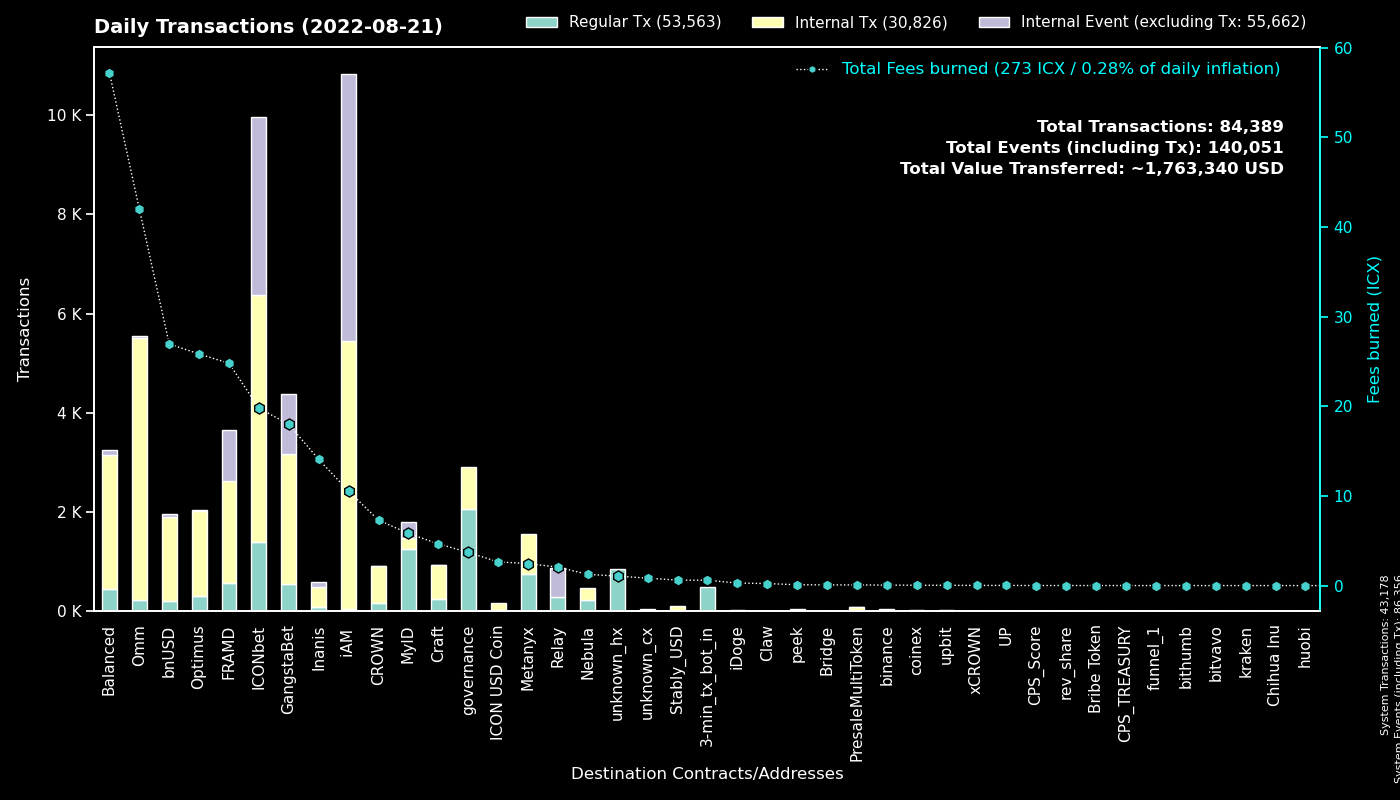 Daily Transactions (2022-08-21)
Regular Tx (53,563)
Internal Tx (30,826)
Internal Event (excluding Tx: 55,662)
Total Fees burned (273 ICX / 0.28% of daily inflation)
Total Transactions: 84,389
Total Events (including Tx): 140,051
Total Value Transferred: ~1,763,340 USD
Transactions
10 K
8 K
6 K
4 K
2 K
0 K
Fees burned (ICX)
60
50
40
30
20
10
0
Balanced
Omm
bnUSD
Optimus
FRAMD
ICONbet
GangstaBet
Inanis
iAM
CROWN
MyID
Craft
governance
ICON USD Coin
Metanyx
Relay
Nebula
unknown_hx
unknown_cx
Stably_USD
3-min_tx_bot_in
iDoge
Claw
peek
Bridge
PresaleMultiToken
binance
coinex
upbit
xCROWN
UP
CPS_Score
rev_share
Bribe Token
CPS_TREASURY
funnel_1
bithumb
bitvavo
kraken
Chihua Inu
huobi
Destination Contracts/Addresses
System Transactions: 43,178
System Events (including Tx): 86,356